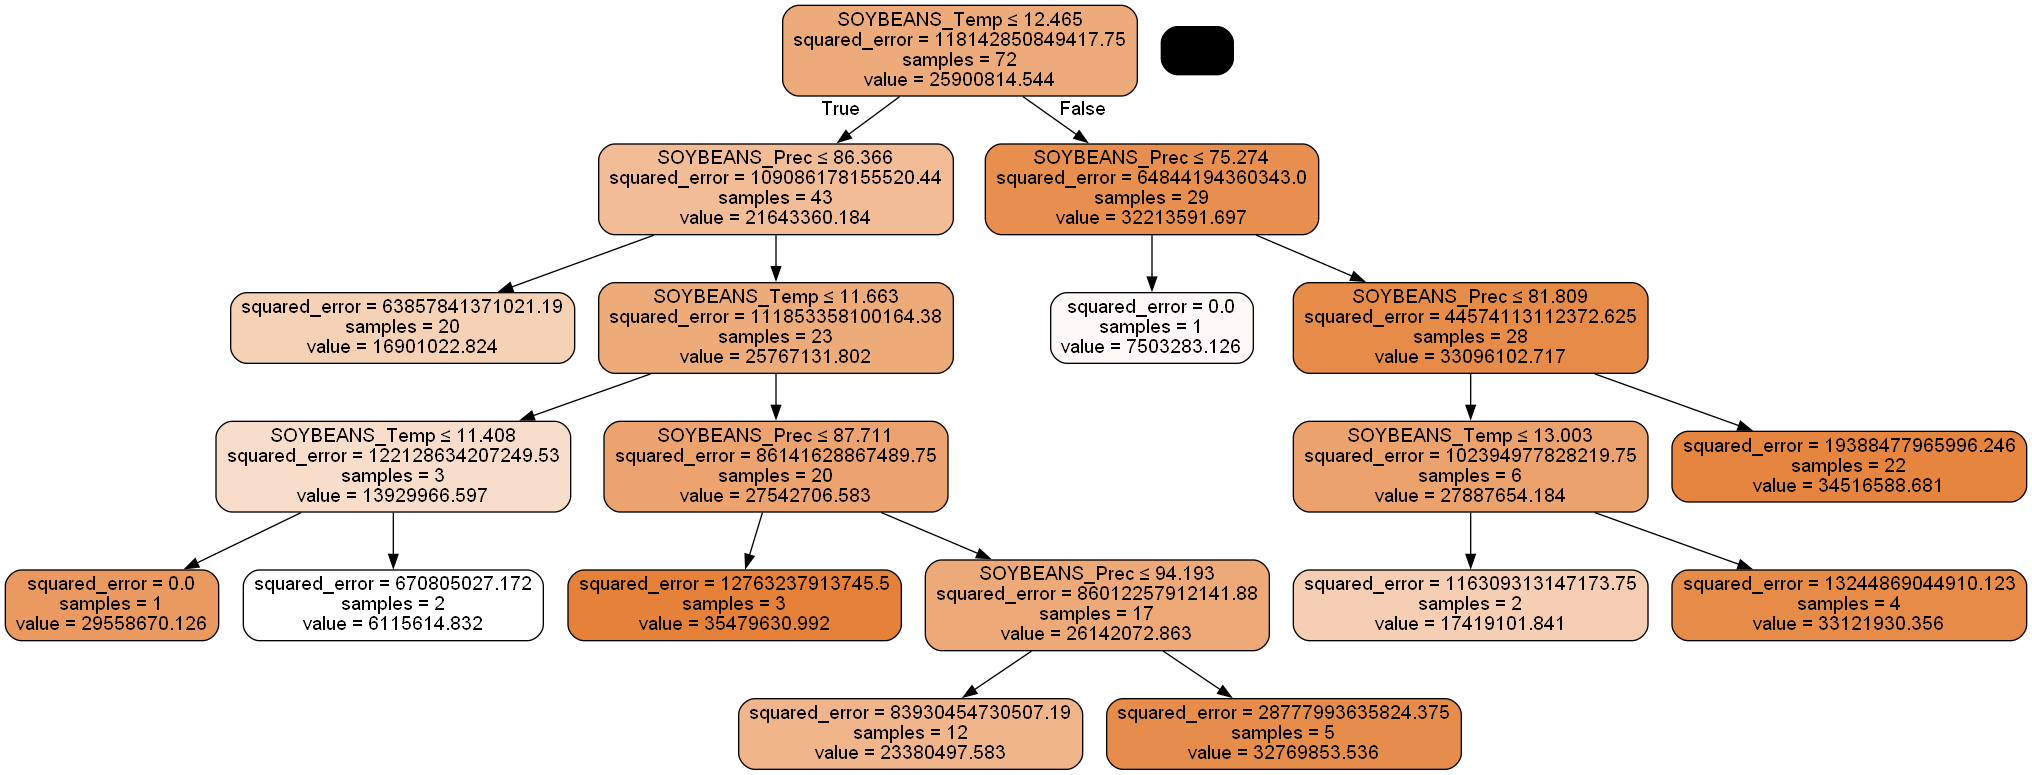 SOYBEANS_Temp ≤ 12.465
squared_error = 118142850849417.75
samples = 72
value = 25900814.544
True
False
SOYBEANS_Prec ≤ 86.366
squared_error = 109086178155520.44
samples = 43
value = 21643360.184
SOYBEANS_Prec ≤ 75.274
squared_error = 64844194360343.0
samples = 29
value = 32213591.697
squared_error = 63857841371021.19
samples = 20
value = 16901022.824
SOYBEANS_Temp ≤ 11.663
squared_error = 111853358100164.38
samples = 23
value = 25767131.802
squared_error = 0.0
samples = 1
value = 7503283.126
SOYBEANS_Prec ≤ 81.809
squared_error = 44574113112372.625
samples = 28
value = 33096102.717
SOYBEANS_Temp ≤ 11.408
squared_error = 122128634207249.53
samples = 3
value = 13929966.597
SOYBEANS_Prec ≤ 87.711
squared_error = 86141628867489.75
samples = 20
value = 27542706.583
SOYBEANS_Temp ≤ 13.003
squared_error = 102394977828219.75
samples = 6
value = 27887654.184
squared_error = 19388477965996.246
samples = 22
value = 34516588.681
squared_error = 0.0
samples = 1
value = 29558670.126
squared_error = 670805027.172
samples = 2
value = 6115614.832
squared_error = 12763237913745.5
samples = 3
value = 35479630.992
SOYBEANS_Prec ≤ 94.193
squared_error = 86012257912141.88
samples = 17
value = 26142072.863
squared_error = 116309313147173.75
samples = 2
value = 17419101.841
squared_error = 13244869044910.123
samples = 4
value = 33121930.356
squared_error = 83930454730507.19
samples = 12
value = 23380497.583
squared_error = 28777993635824.375
samples = 5
value = 32769853.536